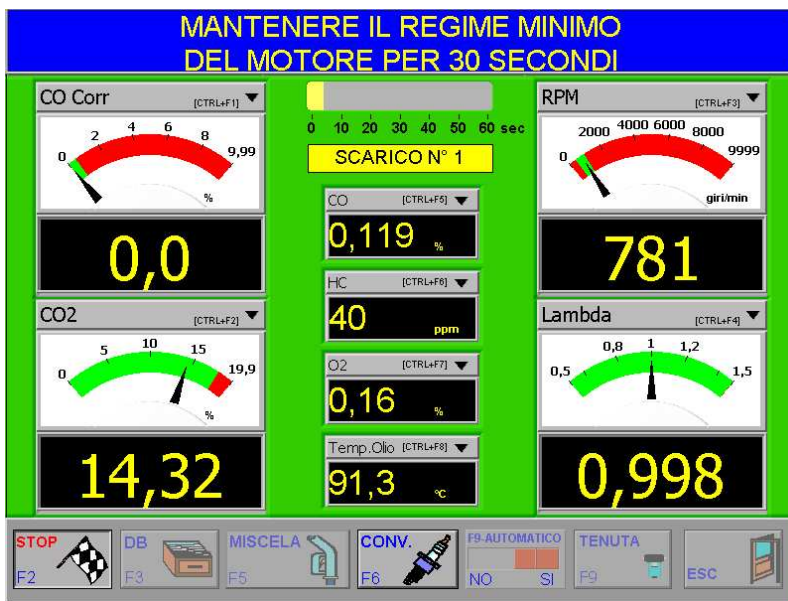 MANTENERE IL REGIME MINIMO
DEL MOTORE PER 30 SECONDI
CO Corr [CTRL+F1]
0 2 4 6 8 9,99
%
0,0
CO2 [CTRL+F2]
0 5 10 15 19,9
%
14,32
0 10 20 30 40 50 60 sec
SCARICO N° 1
CO [CTRL+F5]
0,119 %
HC [CTRL+F6]
40 ppm
O2 [CTRL+F7]
0,16 %
Temp.Olio [CTRL+F8]
91,3 °C
RPM [CTRL+F3]
0 2000 4000 6000 8000 9999
giri/min
781
Lambda [CTRL+F4]
0,5 0,8 1 1,2 1,5
0,998
STOP
F2
DB
F3
MISCELA
F5
CONV.
F6
F9-AUTOMATICO
NO SI
TENUTA
F9
ESC